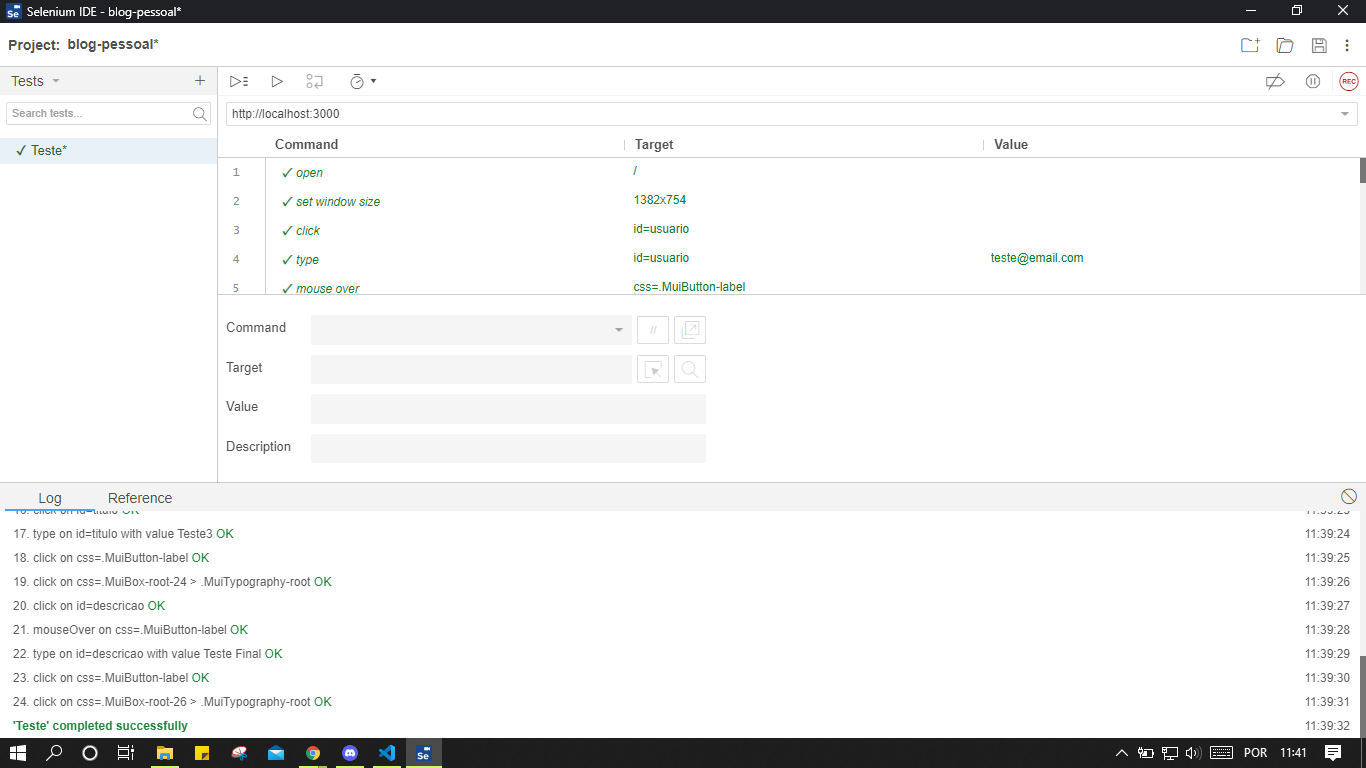 Selenium IDE - blog-pessoal*
Project: blog-pessoal*
Tests
Search tests...
✓ Teste*
http://localhost:3000
Command Target Value
1 ✓ open /
2 ✓ set window size 1382x754
3 ✓ click id=usuario
4 ✓ type id=usuario teste@email.com
5 ✓ mouse over css=.MuiButton-label
Command //
Target
Value
Description
REC
Log Reference
16. click on id=titulo OK 11:39:23
17. type on id=titulo with value Teste3 OK 11:39:24
18. click on css=.MuiButton-label OK 11:39:25
19. click on css=.MuiBox-root-24 > .MuiTypography-root OK 11:39:26
20. click on id=descricao OK 11:39:27
21. mouseOver on css=.MuiButton-label OK 11:39:28
22. type on id=descricao with value Teste Final OK 11:39:29
23. click on css=.MuiButton-label OK 11:39:30
24. click on css=.MuiBox-root-26 > .MuiTypography-root OK 11:39:31
'Teste' completed successfully 11:39:32
Se POR 11:41